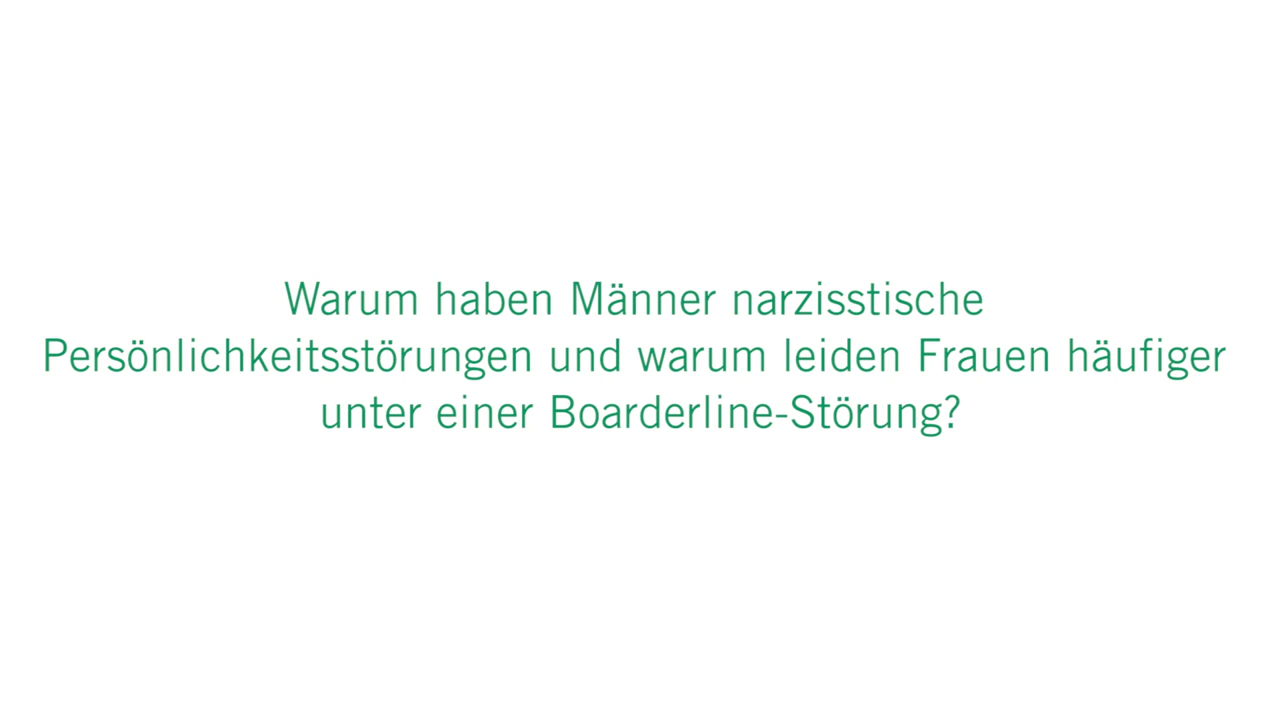 Warum haben Männer narzisstische
Persönlichkeitsstörungen und warum leiden Frauen häufiger
unter einer Boarderline-Störung?